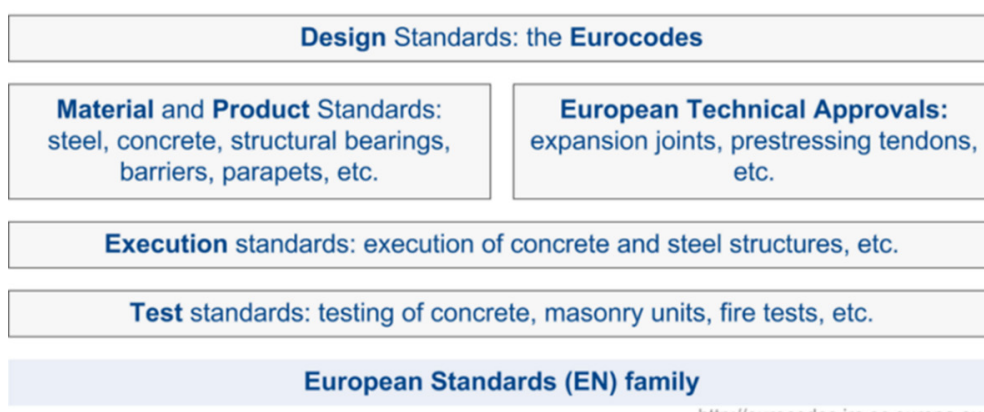 Design Standards: the Eurocodes
Material and Product Standards:
steel, concrete, structural bearings,
barriers, parapets, etc.
European Technical Approvals:
expansion joints, prestressing tendons,
etc.
Execution standards: execution of concrete and steel structures, etc.
Test standards: testing of concrete, masonry units, fire tests, etc.
European Standards (EN) family